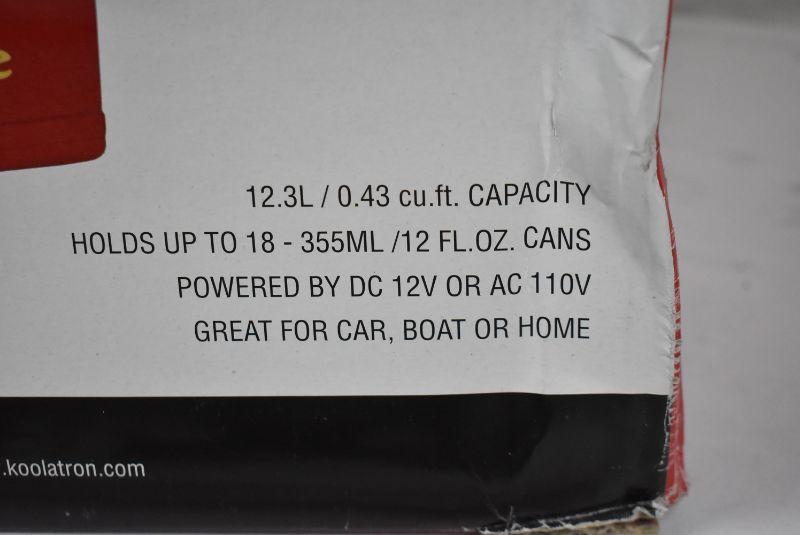 12.3L / 0.43 cu.ft. CAPACITY
HOLDS UP TO 18 - 355ML /12 FL.OZ. CANS
POWERED BY DC 12V OR AC 110V
GREAT FOR CAR, BOAT OR HOME
.koolatron.com